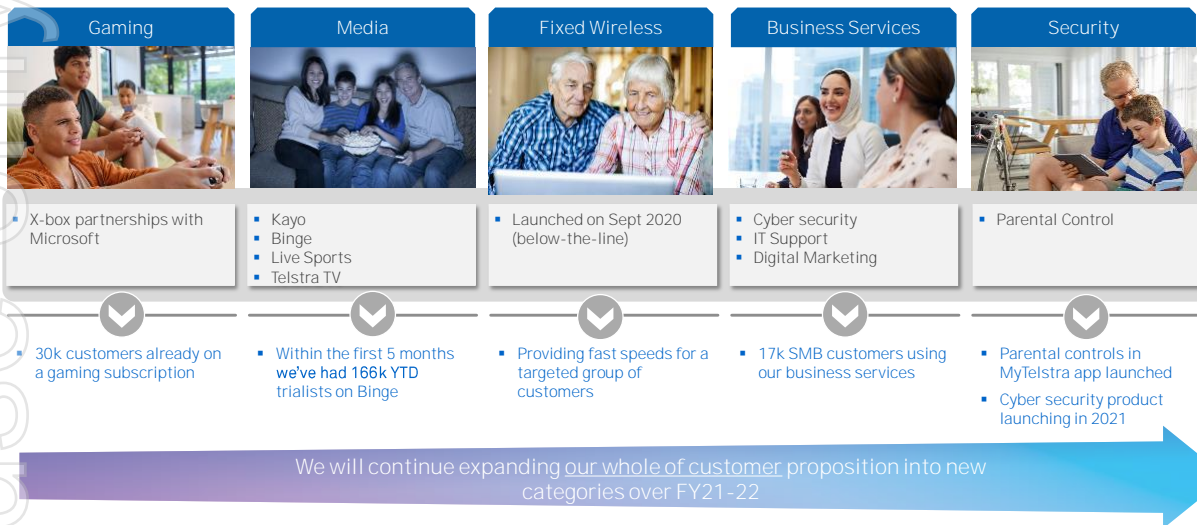 Gaming
Media
Fixed Wireless
Business Services
Security
▪ X-box partnerships with
Microsoft
▪ Kayo
▪ Binge
▪ Live Sports
▪ Telstra TV
▪ Launched on Sept 2020
(below-the-line)
▪ Cyber security
▪ IT Support
▪ Digital Marketing
▪ Parental Control
▪ 30k customers already on
a gaming subscription
▪ Within the first 5 months
we've had 166k YTD
trialists on Binge
▪ Providing fast speeds for a
targeted group of
customers
▪ 17k SMB customers using
our business services
▪ Parental controls in
MyTelstra app launched
▪ Cyber security product
launching in 2021
We will continue expanding our whole of customer proposition into new
categories over FY21-22